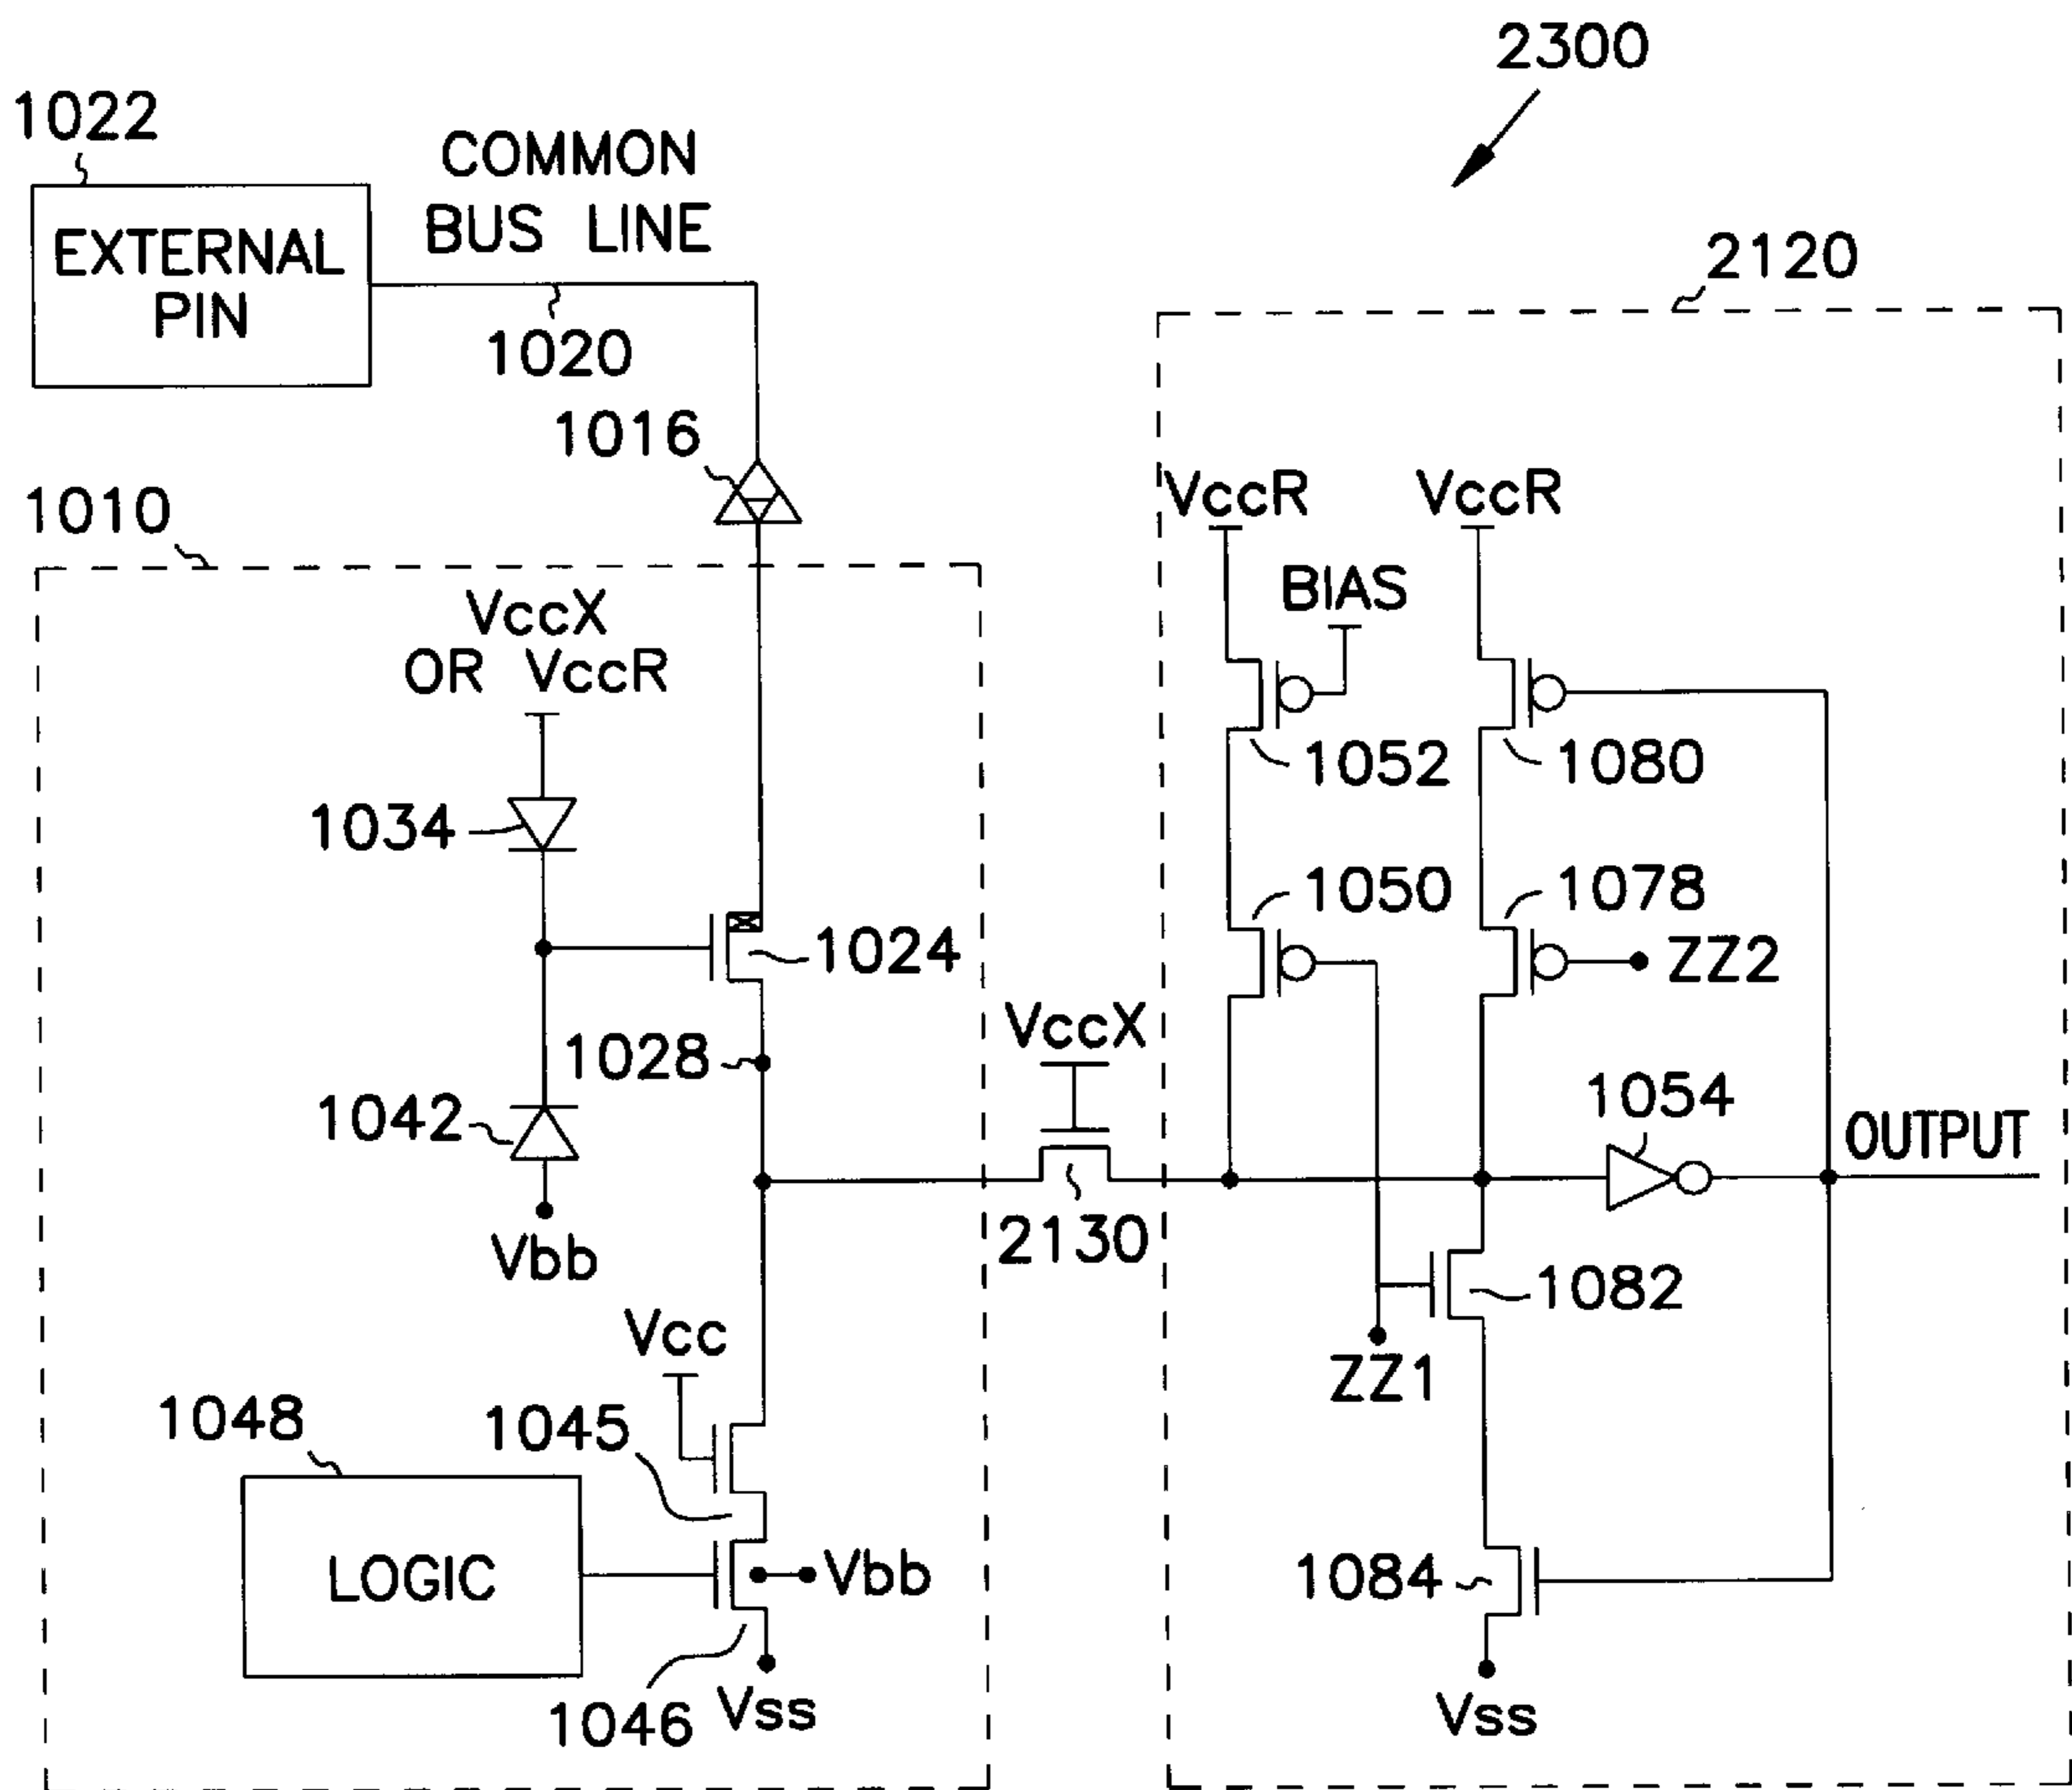 2300
1022
COMMON
BUS LINE
EXTERNAL
PIN
2120
1020
1016
VccR
VccR
1010
BIAS
VccX
OR VccR
1052
1080
1034
1050
1078
1024
ZZ2
VccX
1028
1054
1042
OUTPUT
2130
Vbb
1082
Vcc
ZZ1
1048
1045
LOGIC
Vbb
1084
1046
Vss
Vss